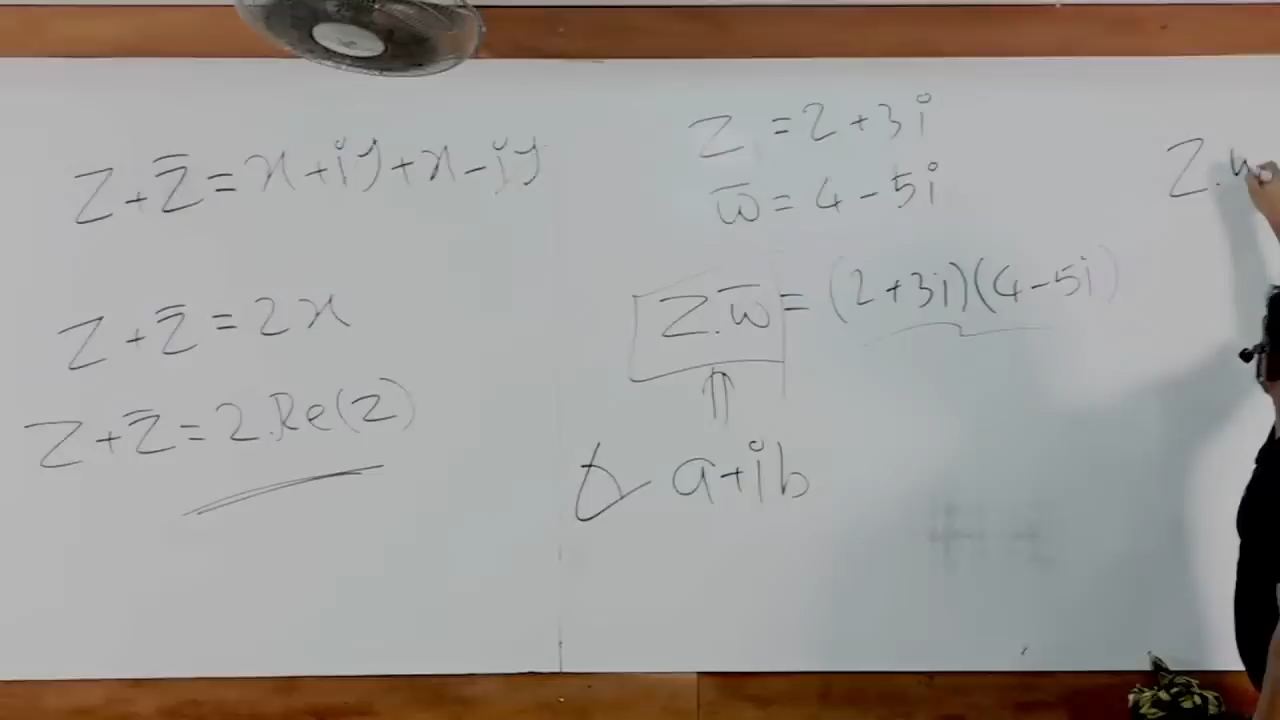 Z + z̄ = x + iy + x - iy
Z + z̄ = 2x
Z + z̄ = 2.Re(z)
Z = 2 + 3i
w̄ = 4 - 5i
Z.w̄ = (2+3i)(4-5i)
⇑
a+ib
Z.